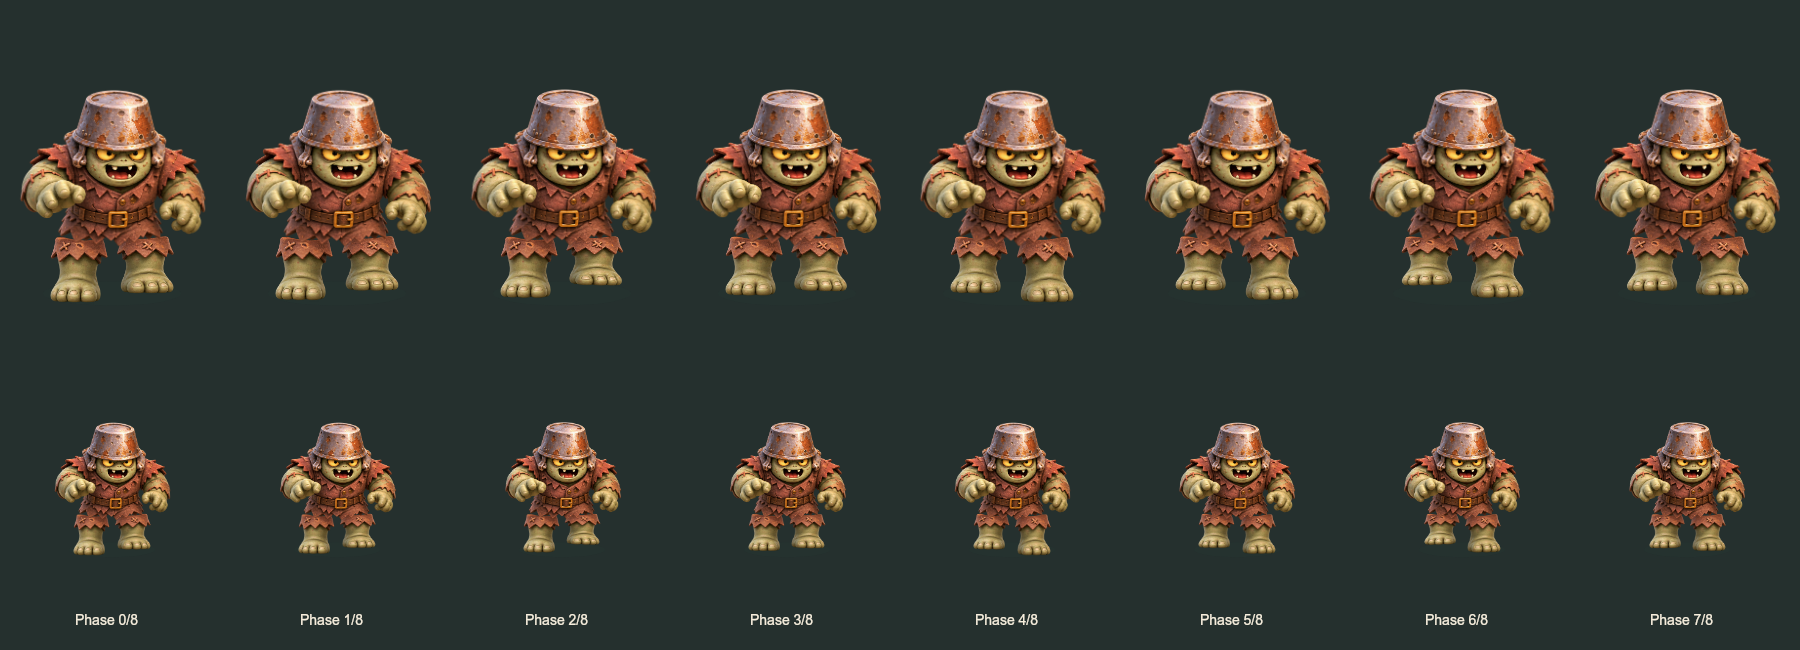 Phase 0/8
Phase 1/8
Phase 2/8
Phase 3/8
Phase 4/8
Phase 5/8
Phase 6/8
Phase 7/8